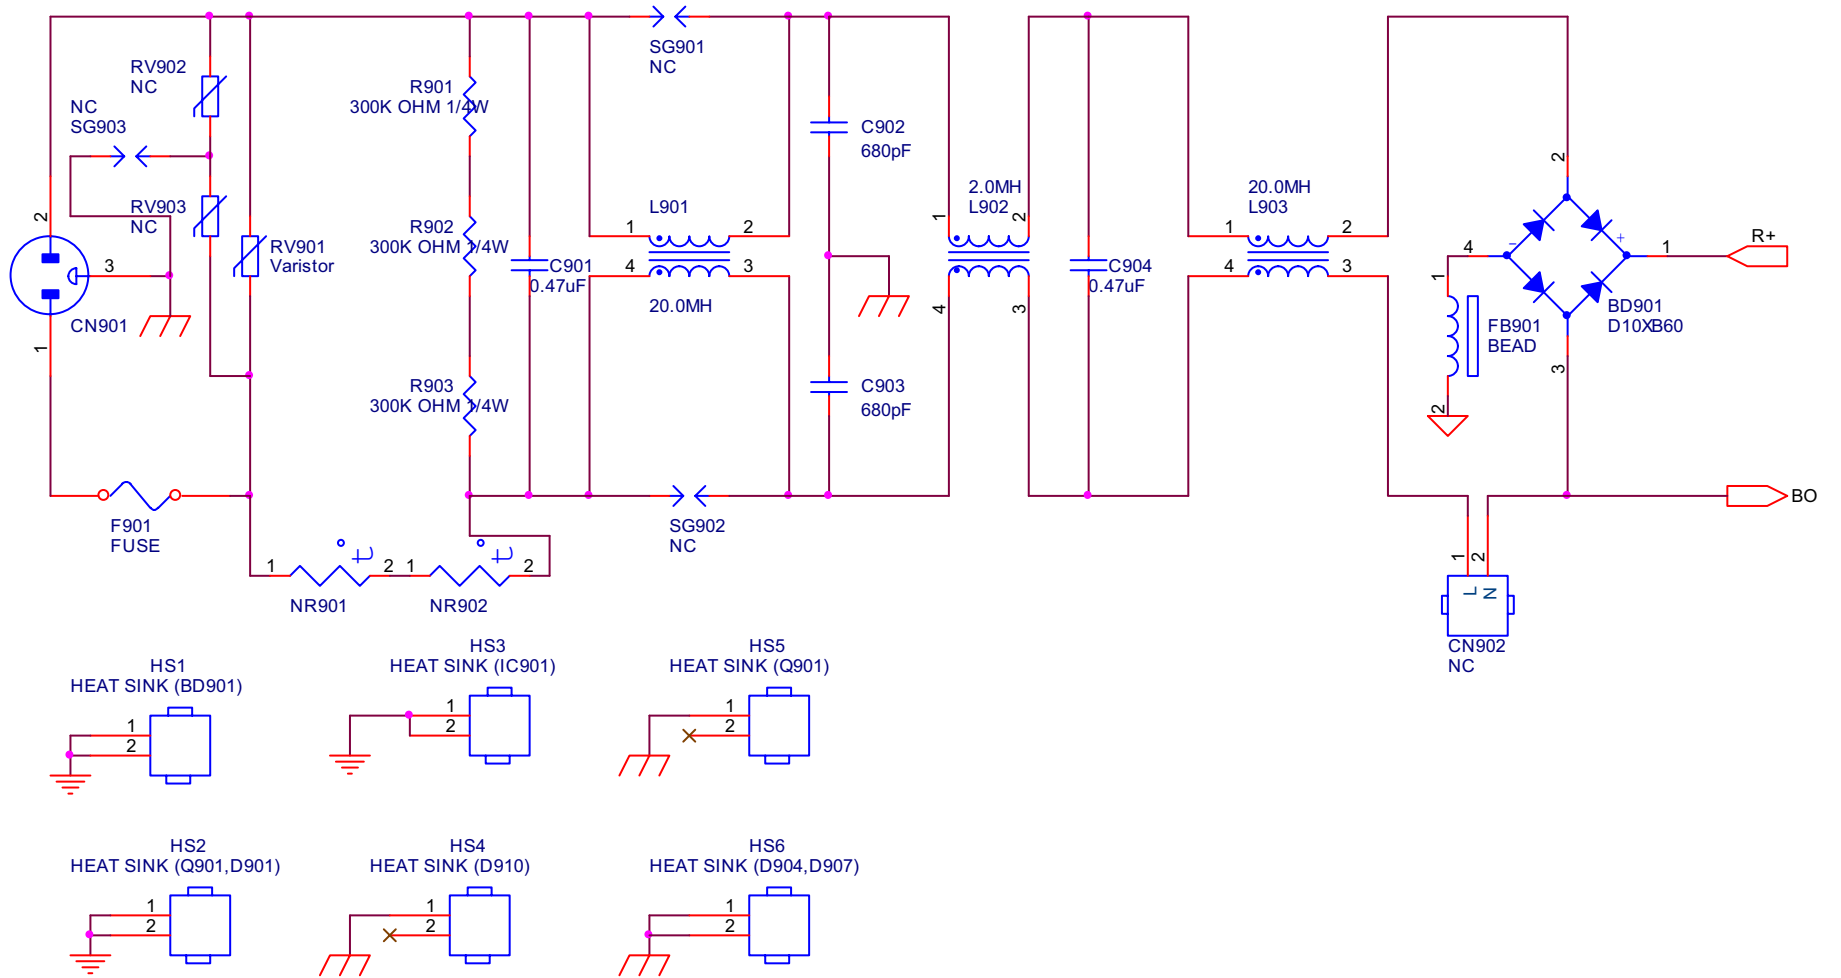 SG901
NC
RV902
NC
NC
SG903
R901
300K OHM 1/4W
C902
680pF
2.0MH
L902
20.0MH
L903
2
RV903
NC
L901
1
2
4
3
20.0MH
1
2
4
3
1
2
4
3
2
3
1
CN901
RV901
Varistor
R902
300K OHM 1/4W
C901
0.47uF
C904
0.47uF
4
-
+
1
R+
1
2
3
FB901
BEAD
BD901
D10XB60
R903
300K OHM 1/4W
C903
680pF
F901
FUSE
SG902
NC
BO
1
t
2
1
t
2
NR901
NR902
1
2
L
N
CN902
NC
HS1
HEAT SINK (BD901)
1
2
HS3
HEAT SINK (IC901)
1
2
HS5
HEAT SINK (Q901)
1
2
HS2
HEAT SINK (Q901,D901)
1
2
HS4
HEAT SINK (D910)
1
2
HS6
HEAT SINK (D904,D907)
1
2